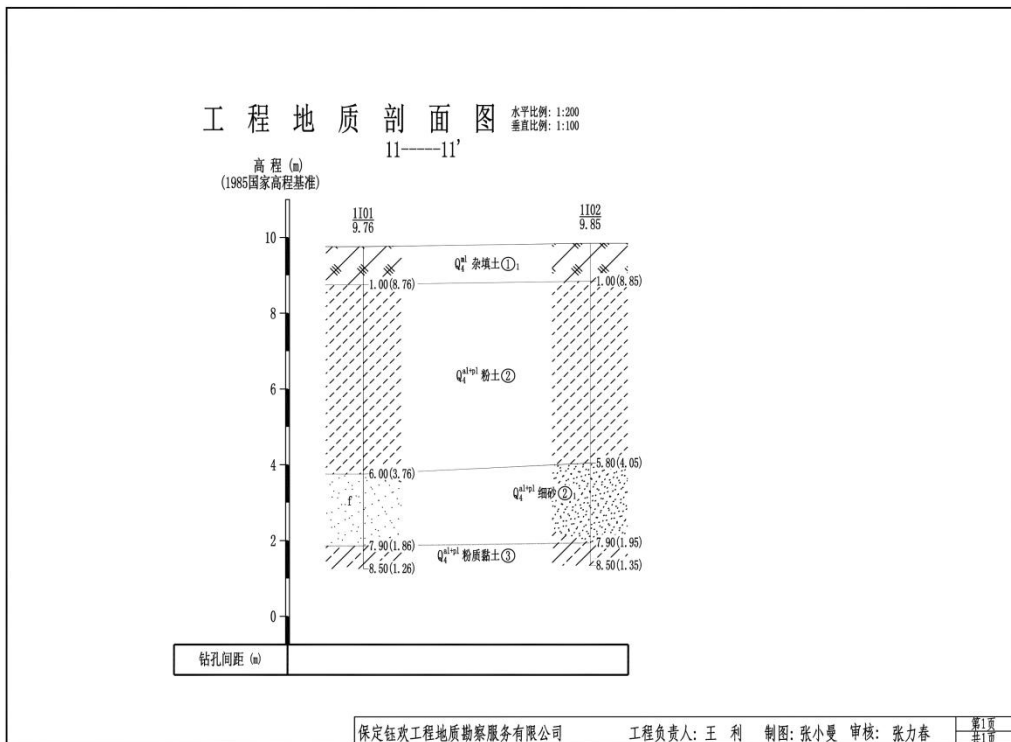 工程地质剖面图
水平比例: 1:200
垂直比例: 1:100
11-----11'
高程 (m)
(1985国家高程基准)
1I01
9.76
1I02
9.85
10
Q4ml 杂填土①1
1.00(8.76)
1.00(8.85)
8
Q4al+pl 粉土②
6
4
6.00(3.76)
5.80(4.05)
f
Q4al+pl 细砂②1
2
7.90(1.86)
7.90(1.95)
Q4al+pl 粉质黏土③
8.50(1.26)
8.50(1.35)
0
钻孔间距 (m)
保定钰欢工程地质勘察服务有限公司 工程负责人: 王 利 制图: 张小曼 审核: 张力春
第1页
共1页